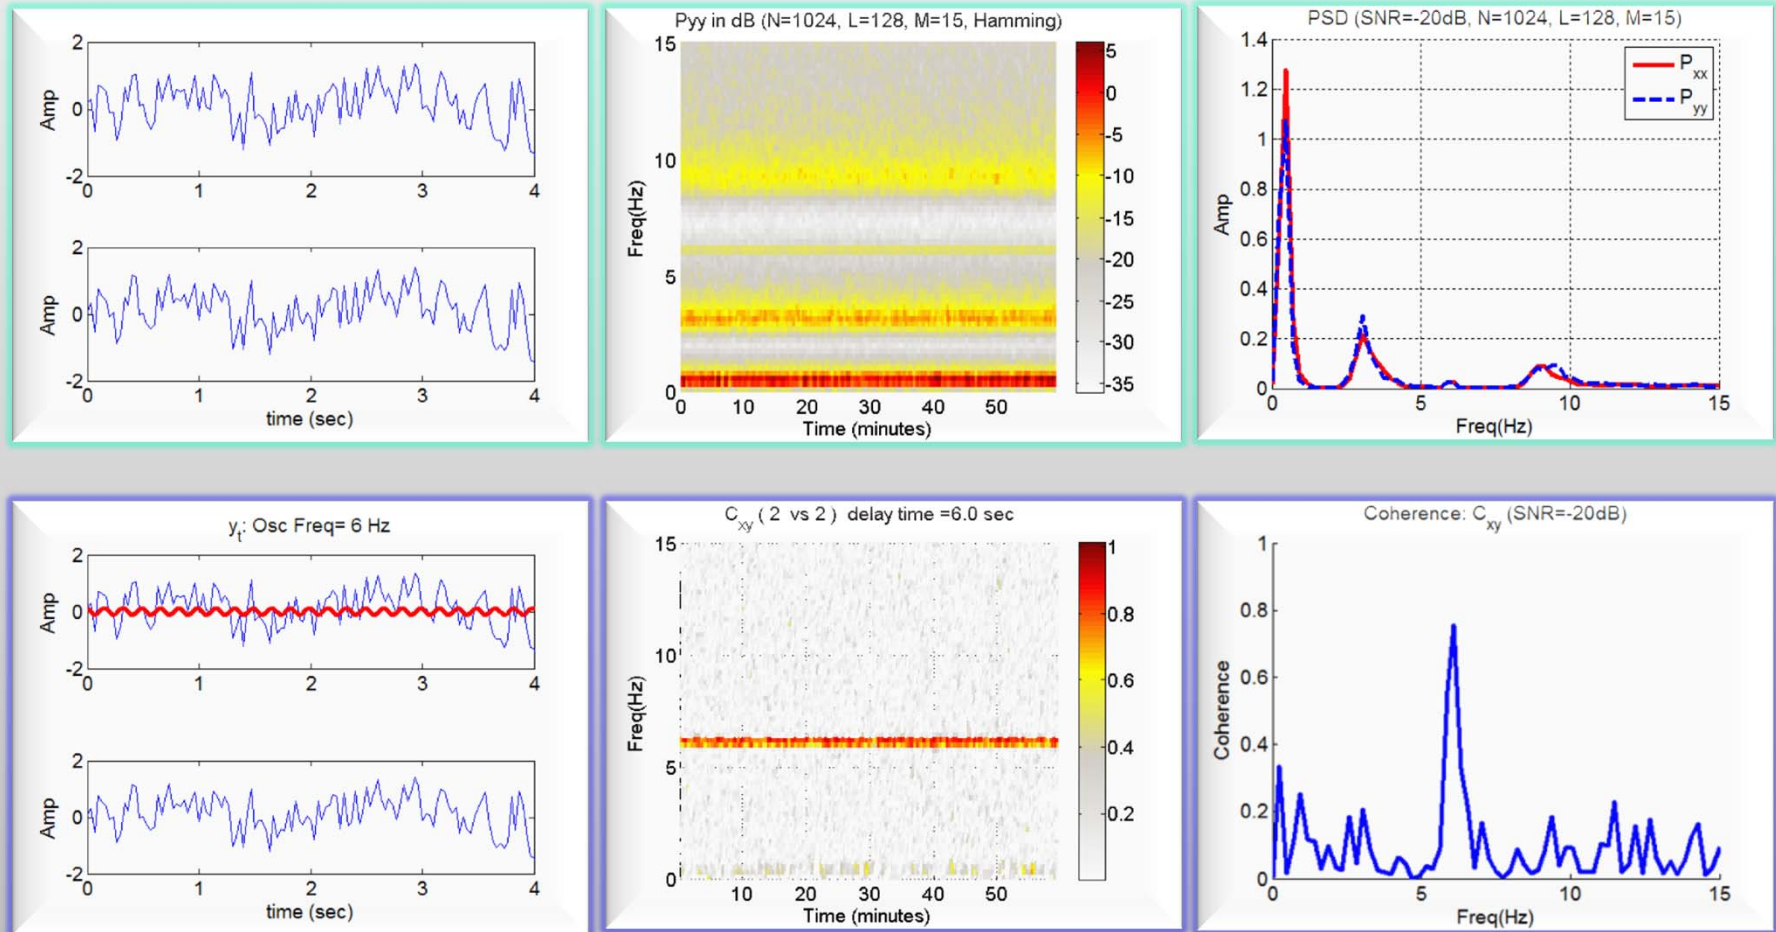 2
0
-2
Amp
0 1 2 3 4
2
0
-2
Amp
0 1 2 3 4
time (sec)
Pyy in dB (N=1024, L=128, M=15, Hamming)
15
10
5
0
Freq(Hz)
0 10 20 30 40 50
Time (minutes)
5
0
-5
-10
-15
-20
-25
-30
-35
PSD (SNR=-20dB, N=1024, L=128, M=15)
1.4
1.2
1
0.8
0.6
0.4
0.2
0
Amp
Pxx
Pyy
0 5 10 15
Freq(Hz)
yt: Osc Freq= 6 Hz
2
0
-2
Amp
0 1 2 3 4
2
0
-2
Amp
0 1 2 3 4
time (sec)
Cxy ( 2 vs 2 ) delay time =6.0 sec
15
10
5
0
Freq(Hz)
10 20 30 40 50
Time (minutes)
1
0.8
0.6
0.4
0.2
Coherence: Cxy (SNR=-20dB)
1
0.8
0.6
0.4
0.2
0
Coherence
0 5 10 15
Freq(Hz)